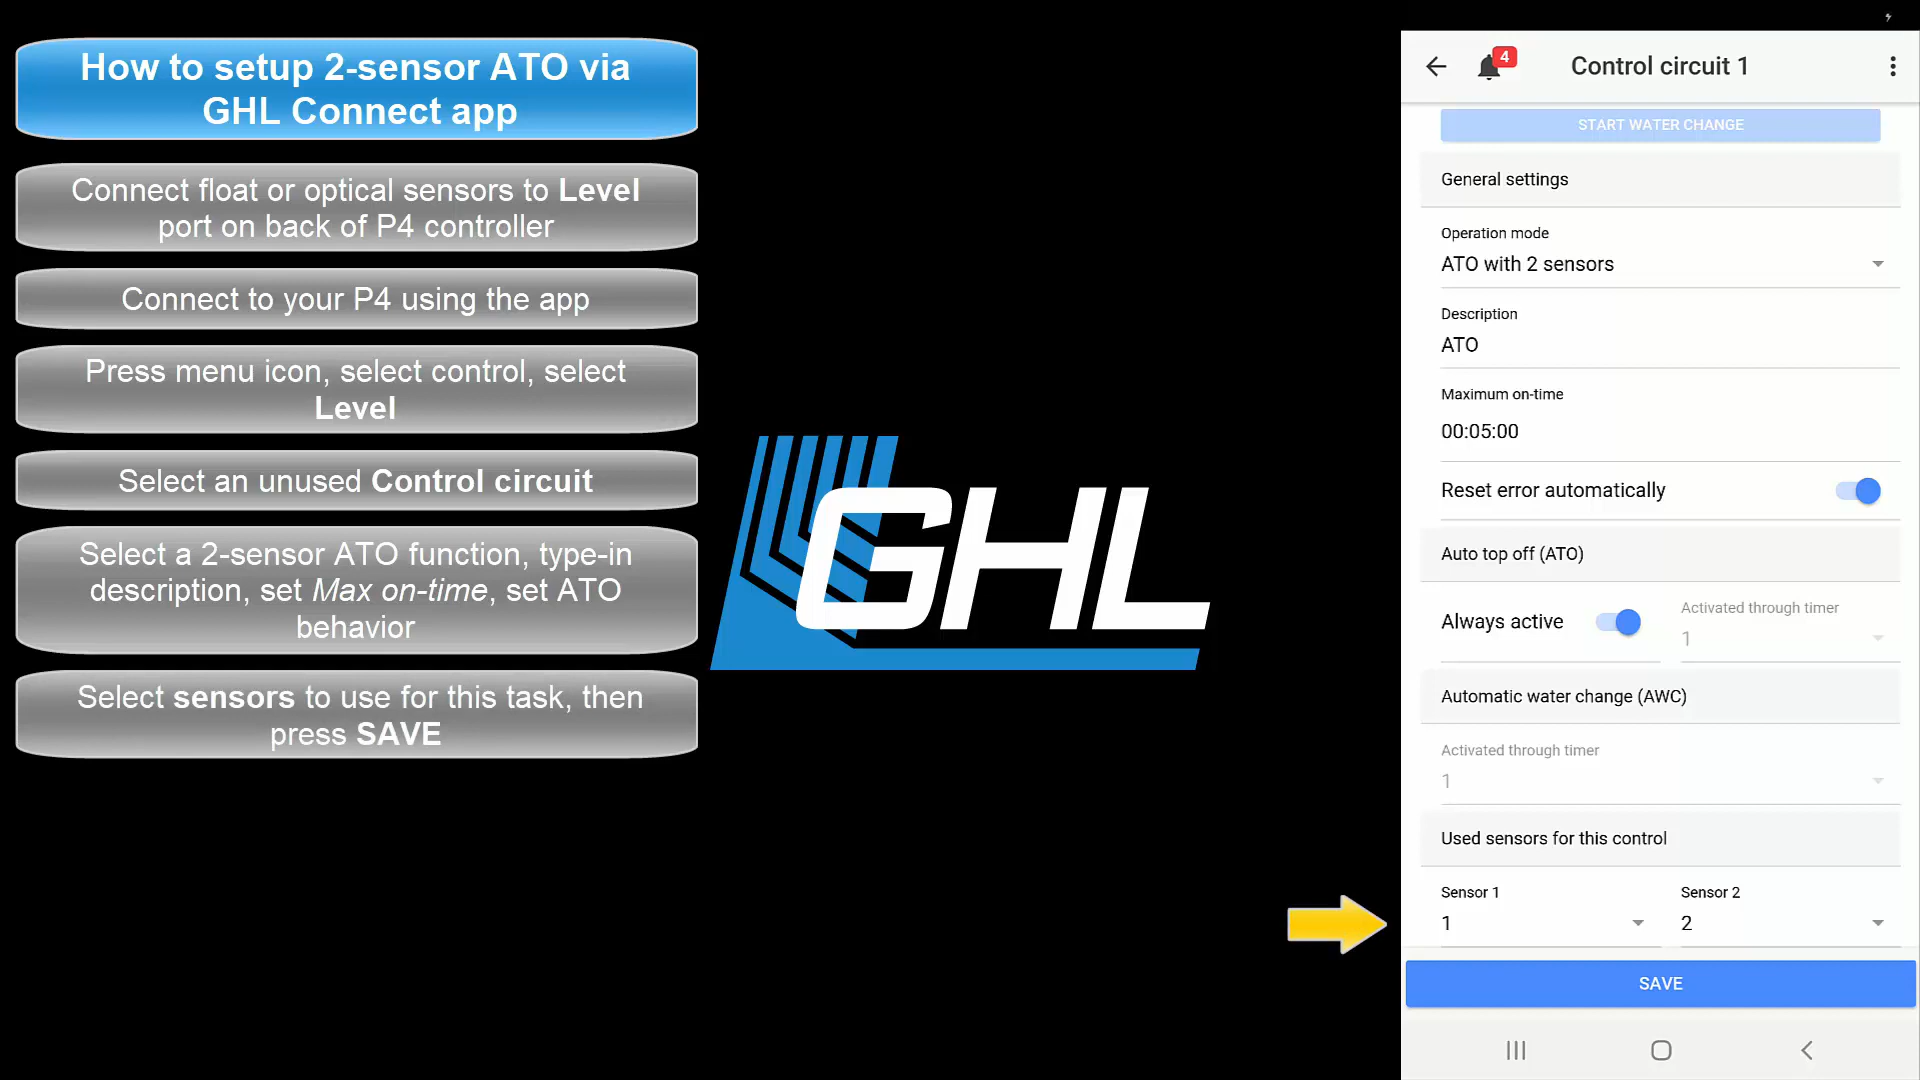 How to setup 2-sensor ATO via
GHL Connect app
Connect float or optical sensors to Level
port on back of P4 controller
Connect to your P4 using the app
Press menu icon, select control, select
Level
Select an unused Control circuit
Select a 2-sensor ATO function, type-in
description, set Max on-time, set ATO
behavior
Select sensors to use for this task, then
press SAVE
GHL
4
Control circuit 1
START WATER CHANGE
General settings
Operation mode
ATO with 2 sensors
Description
ATO
Maximum on-time
00:05:00
Reset error automatically
Auto top off (ATO)
Always active
Activated through timer
1
Automatic water change (AWC)
Activated through timer
1
Used sensors for this control
Sensor 1
1
Sensor 2
2
SAVE